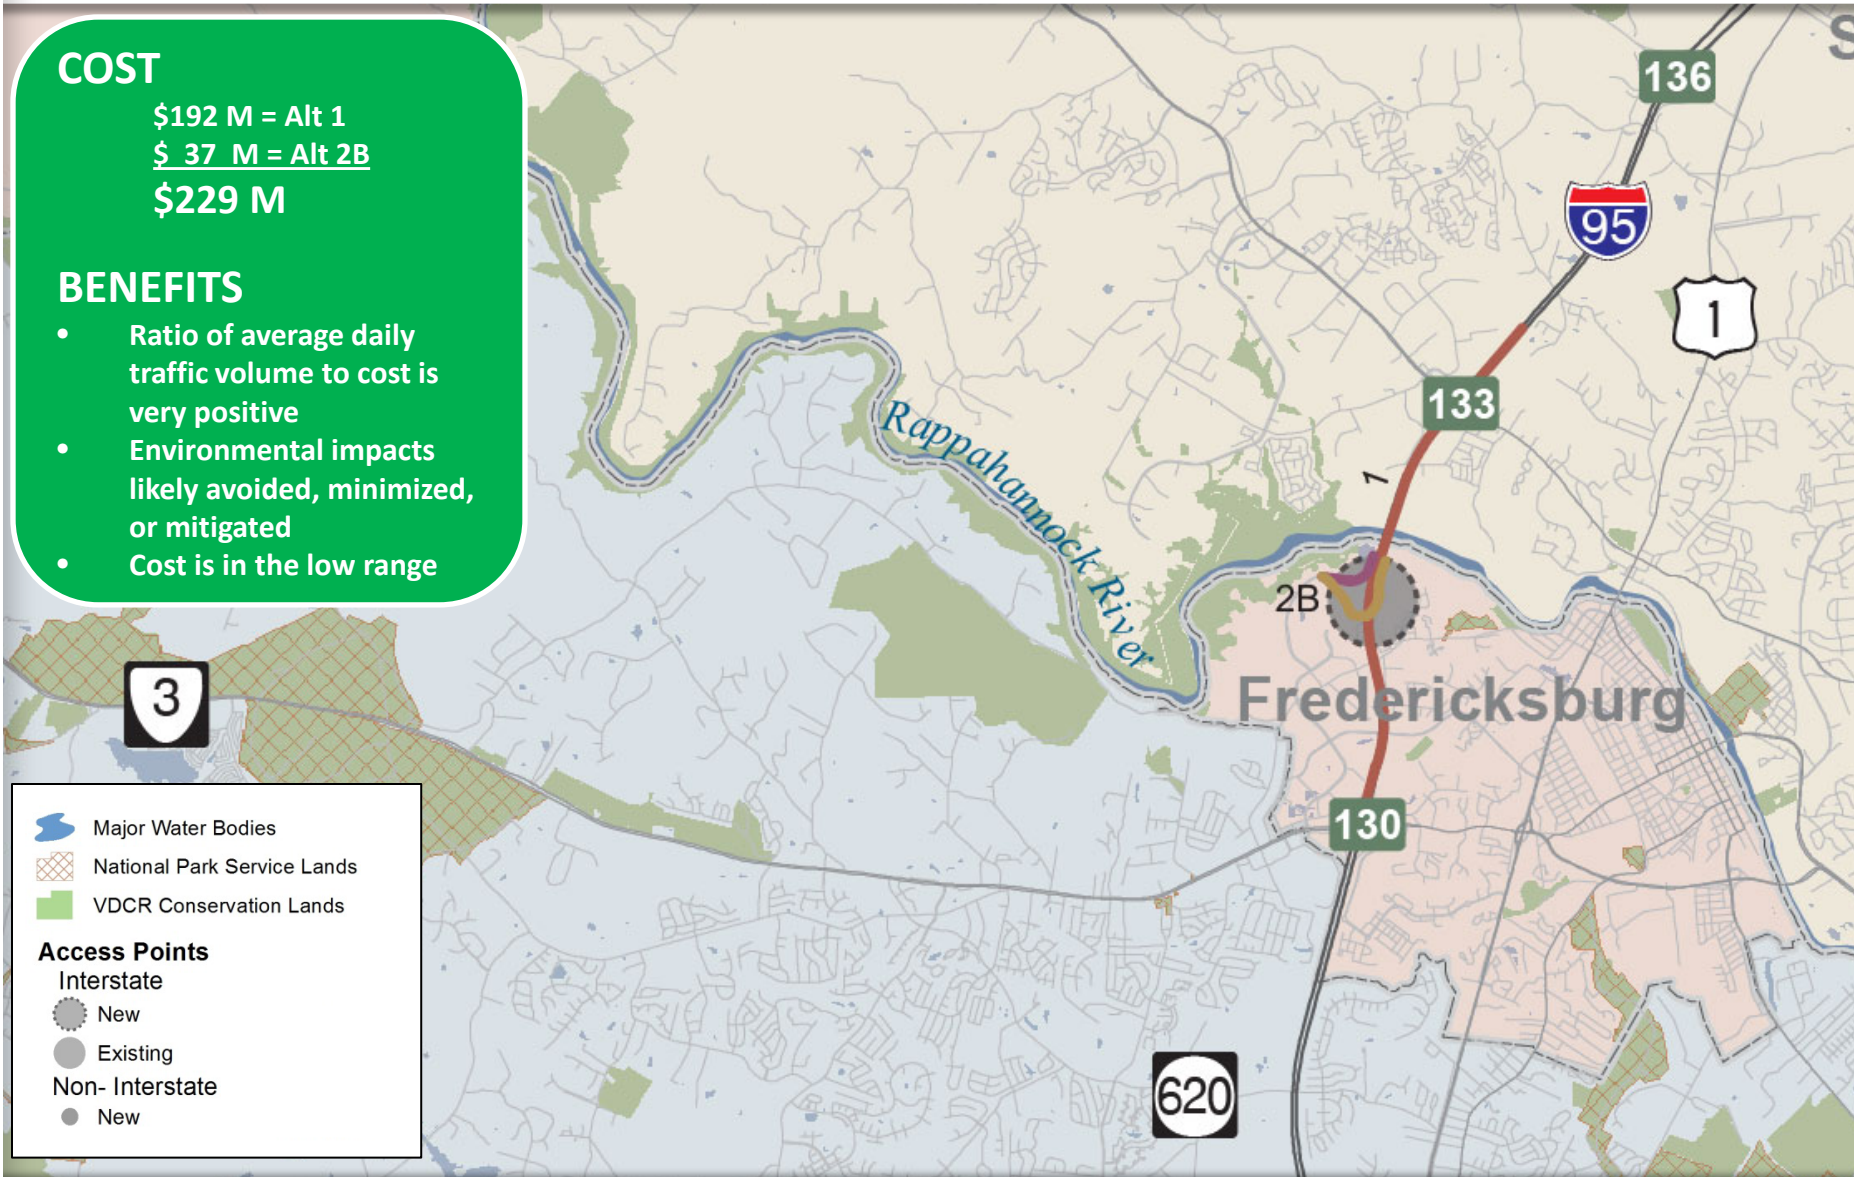 COST
$192 M = Alt 1
$ 37 M = Alt 2B
$229 M
BENEFITS
• Ratio of average daily
traffic volume to cost is
very positive
• Environmental impacts
likely avoided, minimized,
or mitigated
• Cost is in the low range
S
136
95
1
133
1
Rappahannock River
2B
Fredericksburg
3
130
620
Major Water Bodies
National Park Service Lands
VDCR Conservation Lands
Access Points
Interstate
New
Existing
Non- Interstate
New